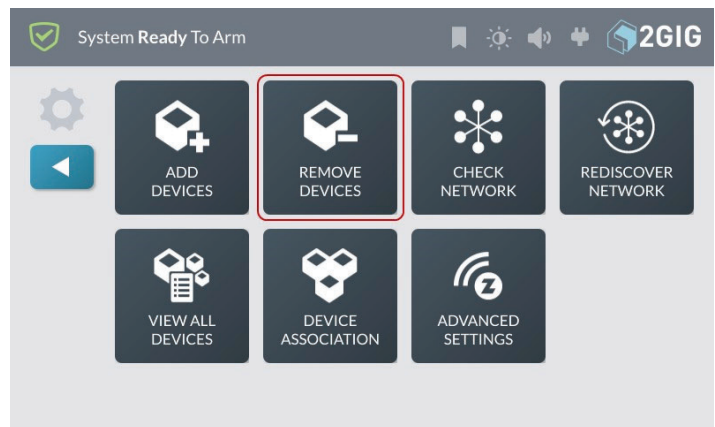 System Ready To Arm
2GIG
ADD
DEVICES
REMOVE
DEVICES
CHECK
NETWORK
REDISCOVER
NETWORK
VIEW ALL
DEVICES
DEVICE
ASSOCIATION
Z
ADVANCED
SETTINGS